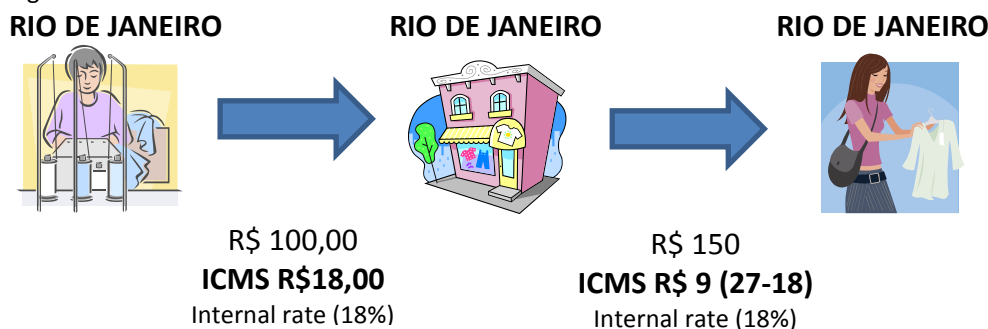 RIO DE JANEIRO RIO DE JANEIRO RIO DE JANEIRO
R$ 100,00 R$ 150
ICMS R$18,00 ICMS R$ 9 (27-18)
Internal rate (18%) Internal rate (18%)